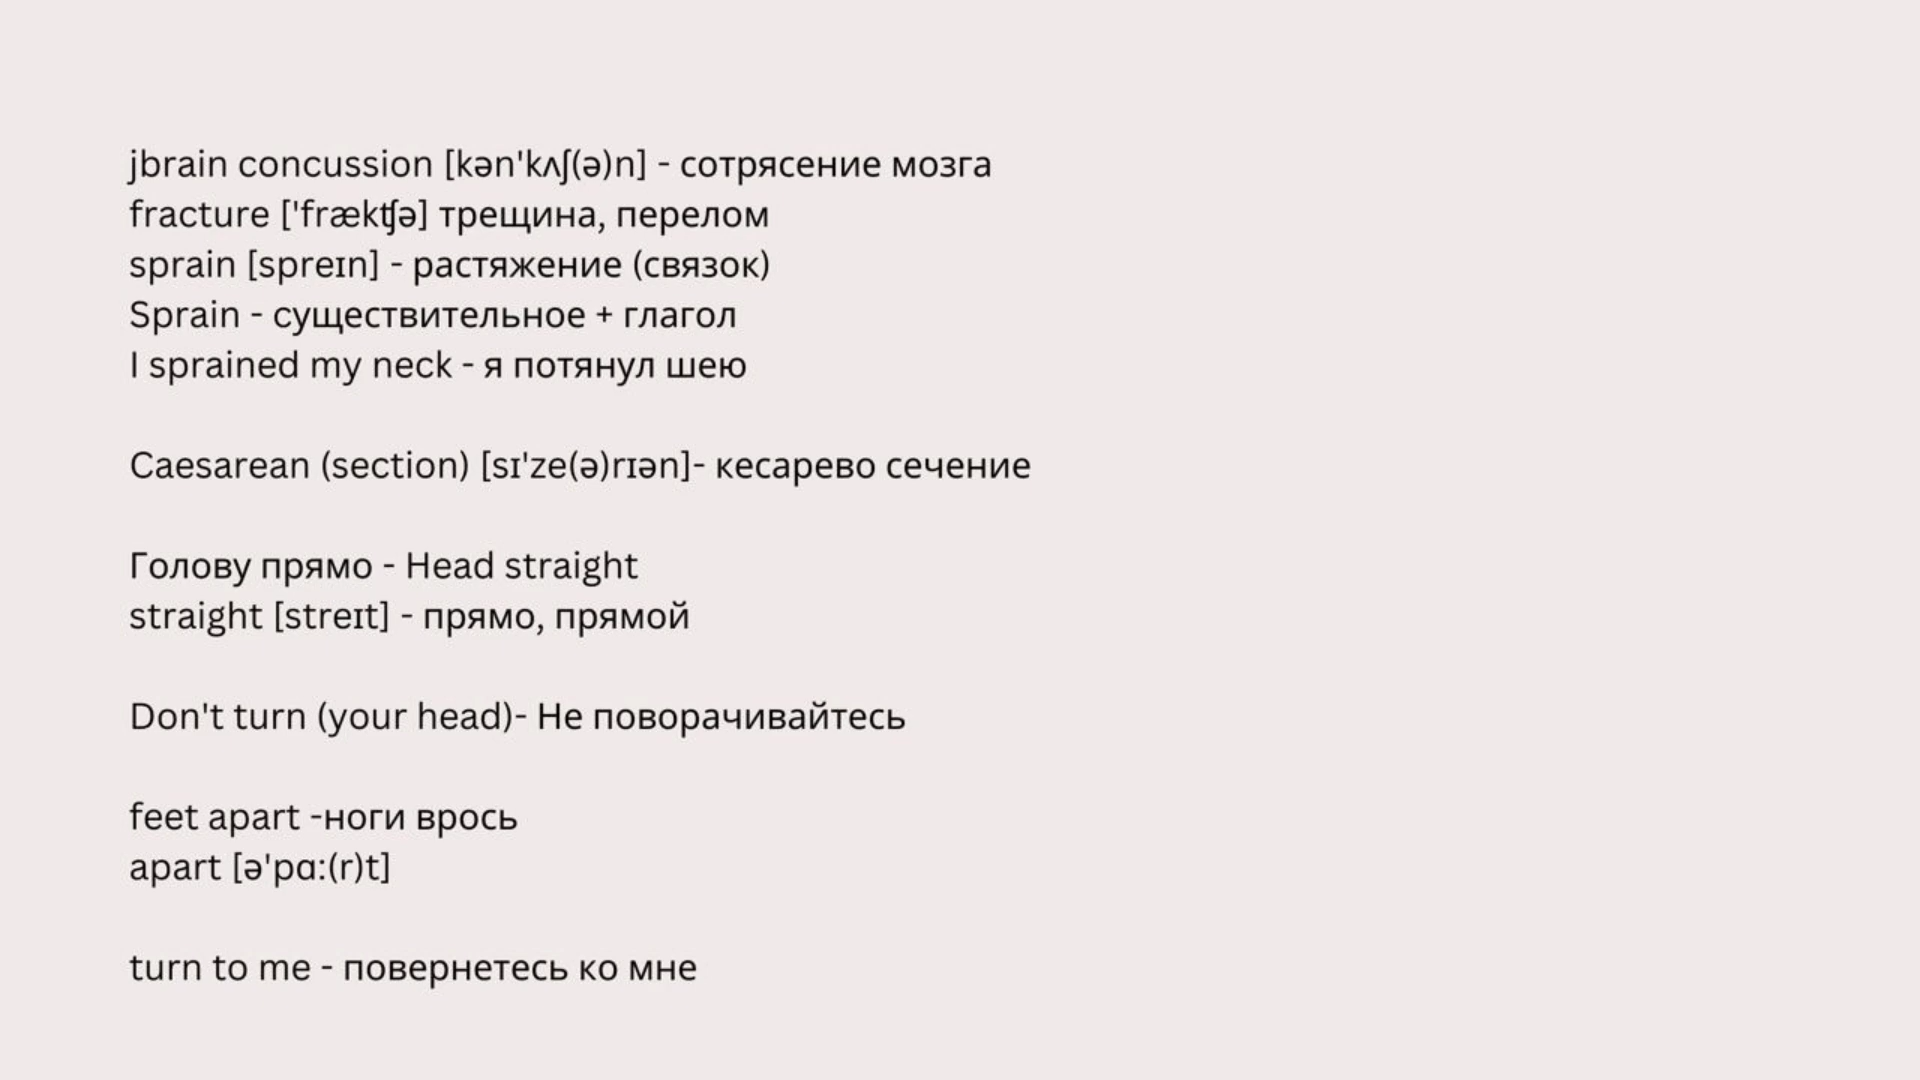 jbrain concussion [kən'kʌʃ(ə)n] - сотрясение мозга
fracture ['frækʧə] трещина, перелом
sprain [spreɪn] - растяжение (связок)
Sprain - существительное + глагол
I sprained my neck - я потянул шею
Caesarean (section) [sɪ'ze(ə)rɪən]- кесарево сечение
Голову прямо - Head straight
straight [streɪt] - прямо, прямой
Don't turn (your head)- Не поворачивайтесь
feet apart -ноги врось
apart [ə'pɑ:(r)t]
turn to me - повернетесь ко мне